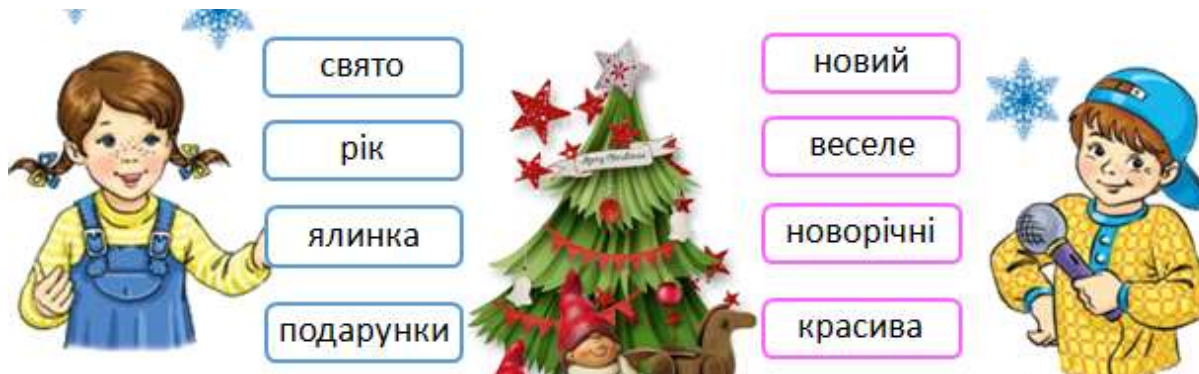 свято
рік
ялинка
подарунки
новий
веселе
новорічні
красива